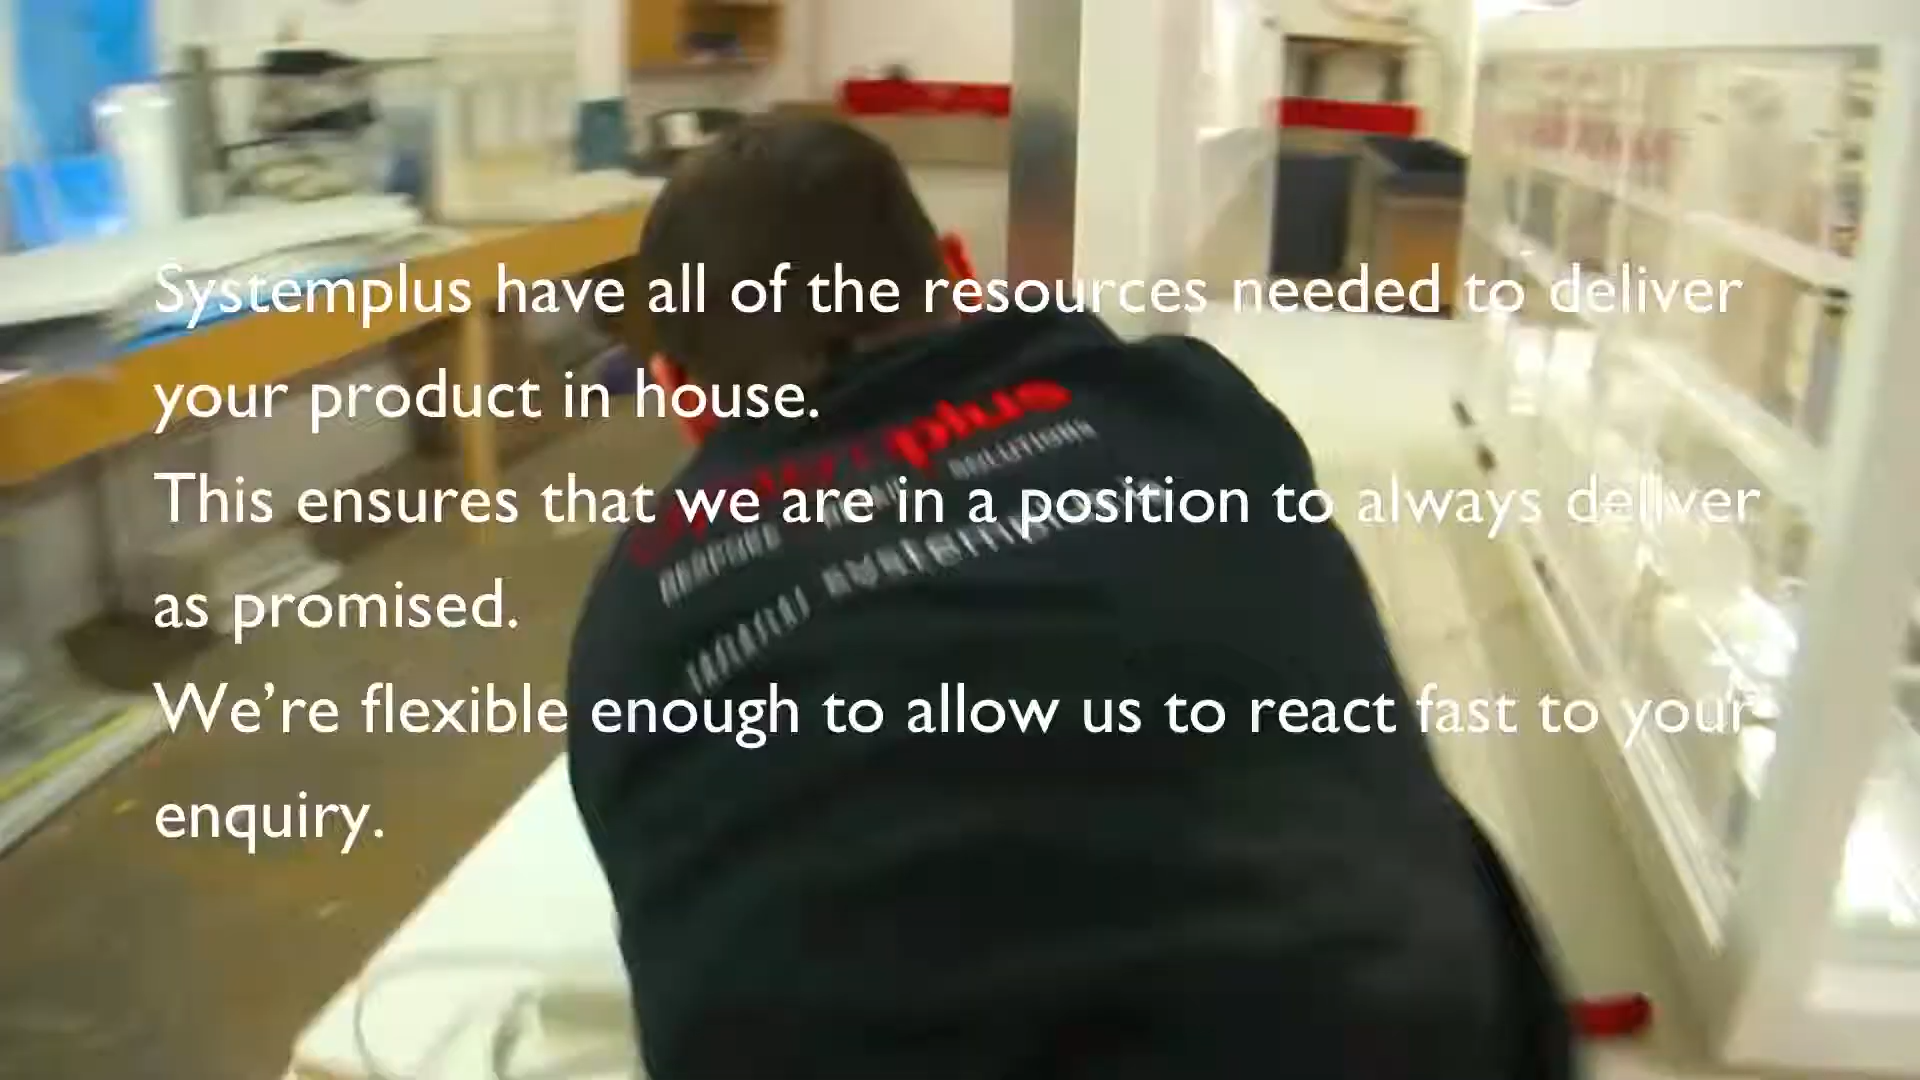 Systemplus have all of the resources needed to deliver
your product in house.
This ensures that we are in a position to always deliver
as promised.
We’re flexible enough to allow us to react fast to your
enquiry.
plus
SOLUTIONS